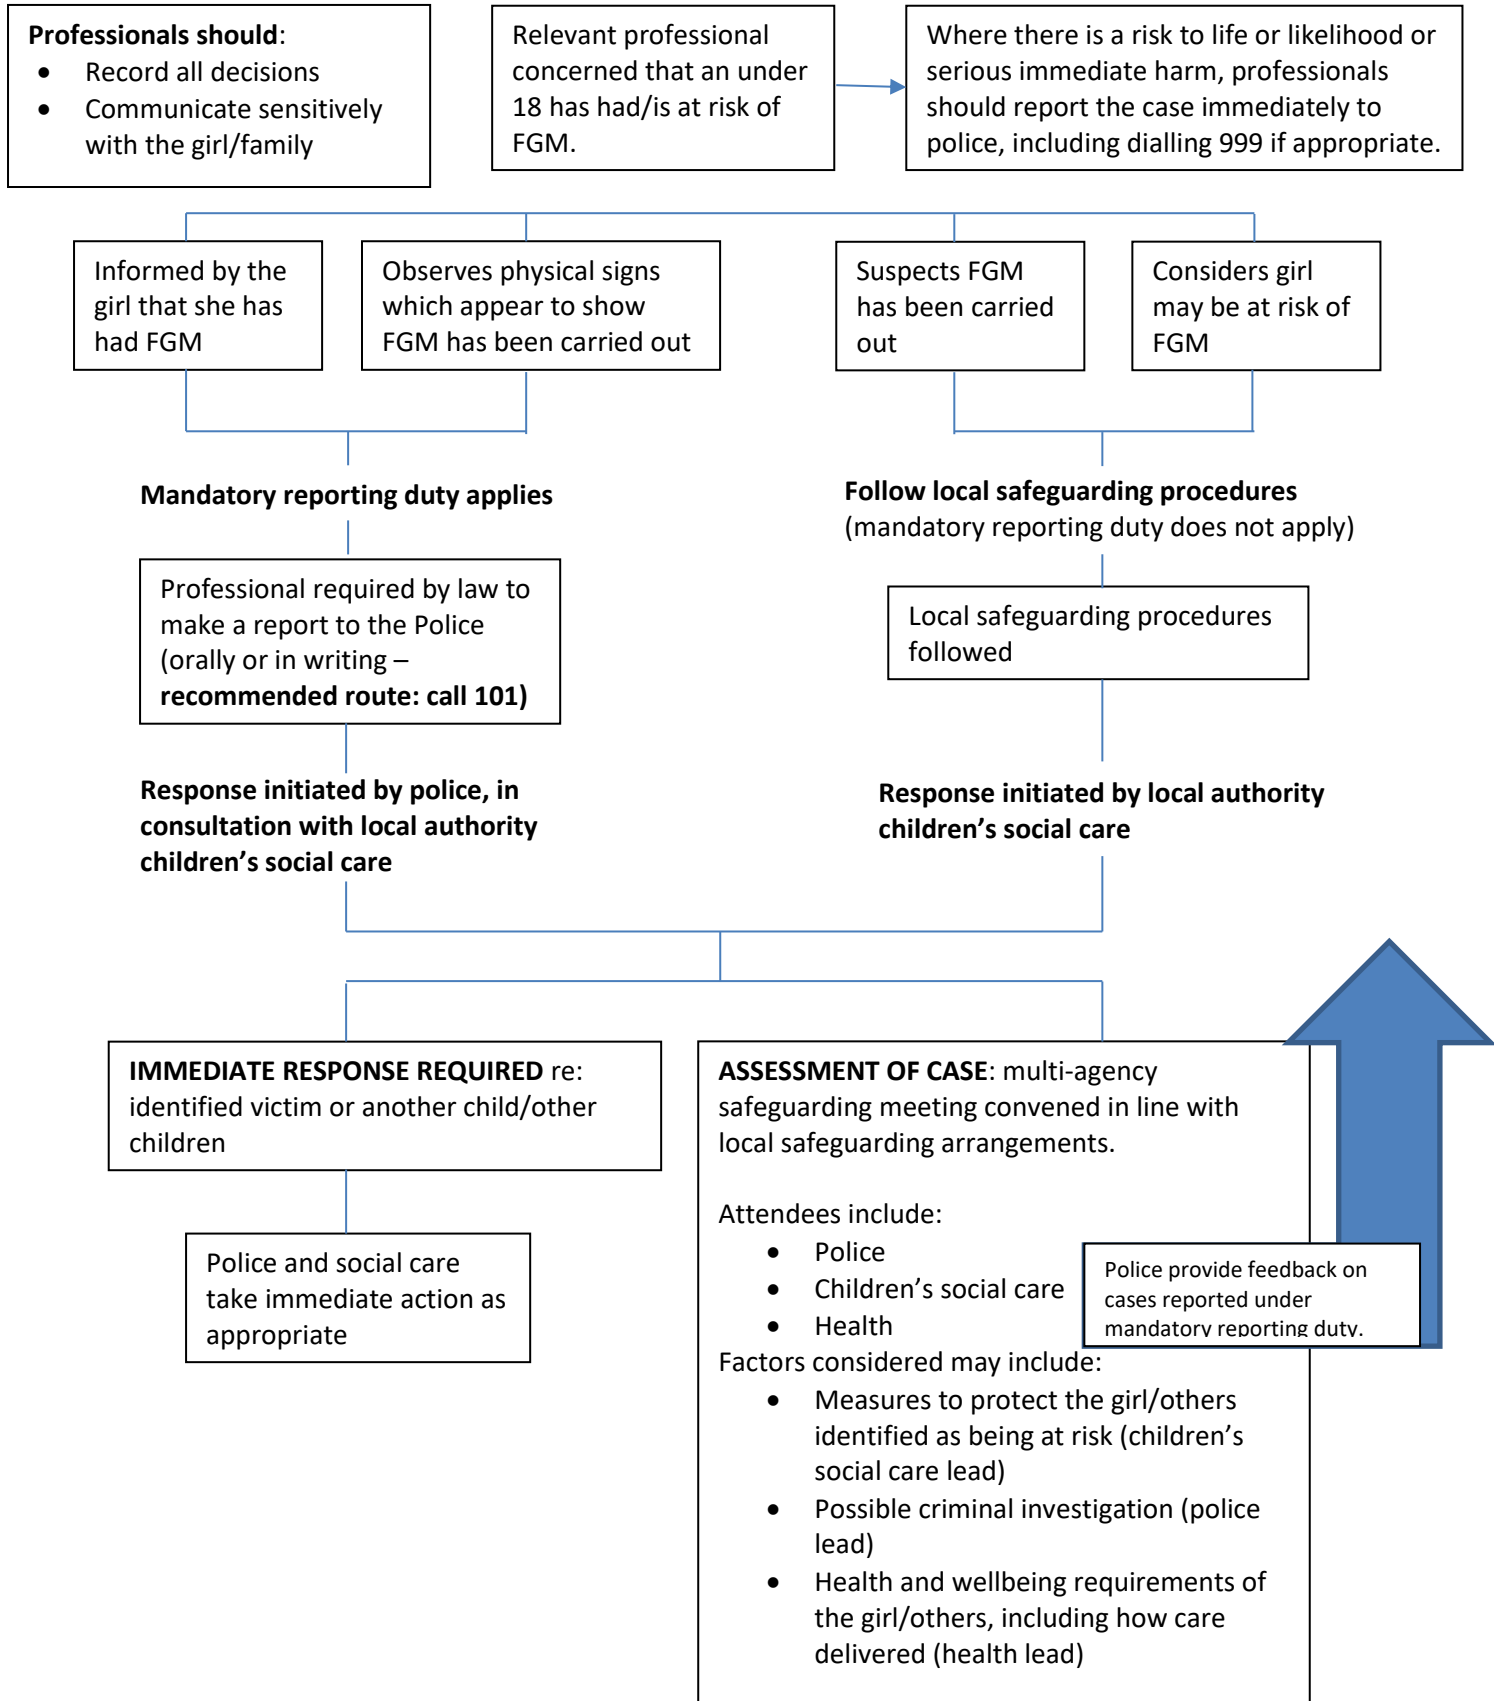 Professionals should:
• Record all decisions
• Communicate sensitively
with the girl/family
Relevant professional
concerned that an under
18 has had/is at risk of
FGM.
Where there is a risk to life or likelihood or
serious immediate harm, professionals
should report the case immediately to
police, including dialling 999 if appropriate.
Informed by the
girl that she has
had FGM
Observes physical signs
which appear to show
FGM has been carried out
Suspects FGM
has been carried
out
Considers girl
may be at risk of
FGM
Mandatory reporting duty applies
Follow local safeguarding procedures
(mandatory reporting duty does not apply)
Professional required by law to
make a report to the Police
(orally or in writing –
recommended route: call 101)
Local safeguarding procedures
followed
Response initiated by police, in
consultation with local authority
children’s social care
Response initiated by local authority
children’s social care
IMMEDIATE RESPONSE REQUIRED re:
identified victim or another child/other
children
Police and social care
take immediate action as
appropriate
ASSESSMENT OF CASE: multi-agency
safeguarding meeting convened in line with
local safeguarding arrangements.
Attendees include:
• Police
• Children’s social care
• Health
Factors considered may include:
• Measures to protect the girl/others
identified as being at risk (children’s
social care lead)
• Possible criminal investigation (police
lead)
• Health and wellbeing requirements of
the girl/others, including how care
delivered (health lead)
Police provide feedback on
cases reported under
mandatory reporting duty.